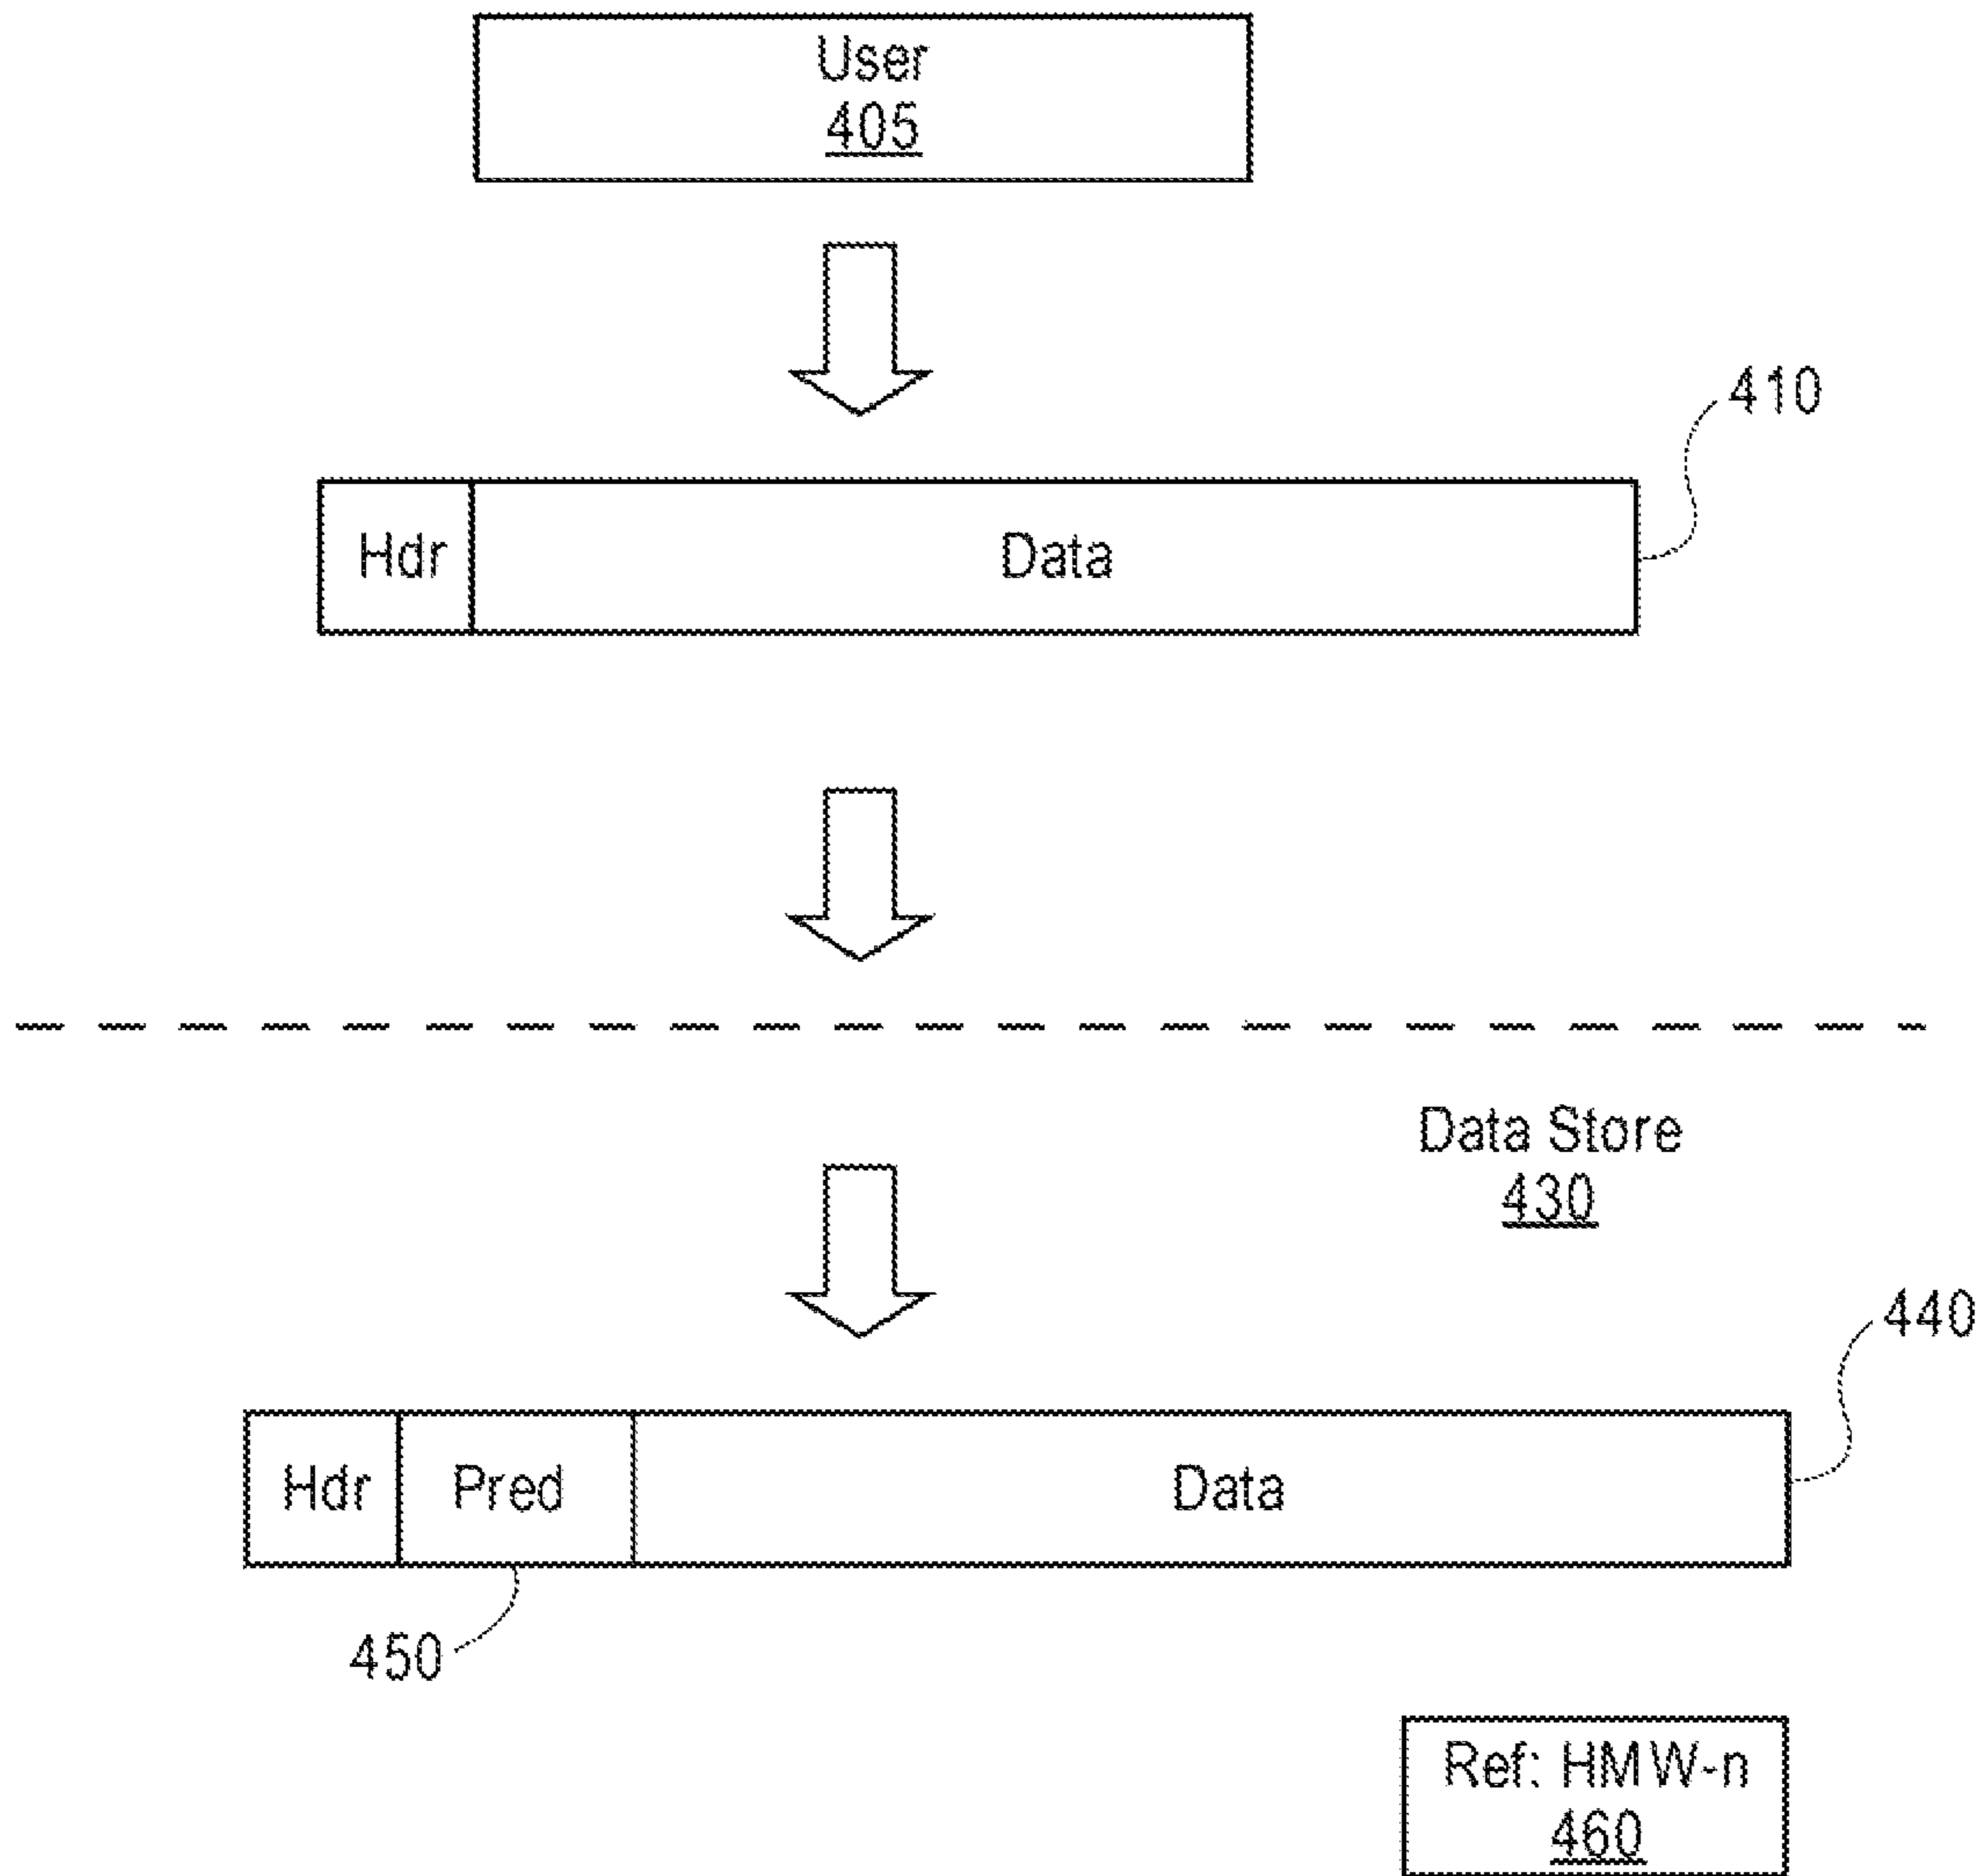 User
405
410
Hdr Data
Data Store
430
440
Hdr Pred Data
450
Ref: HMW-n
460